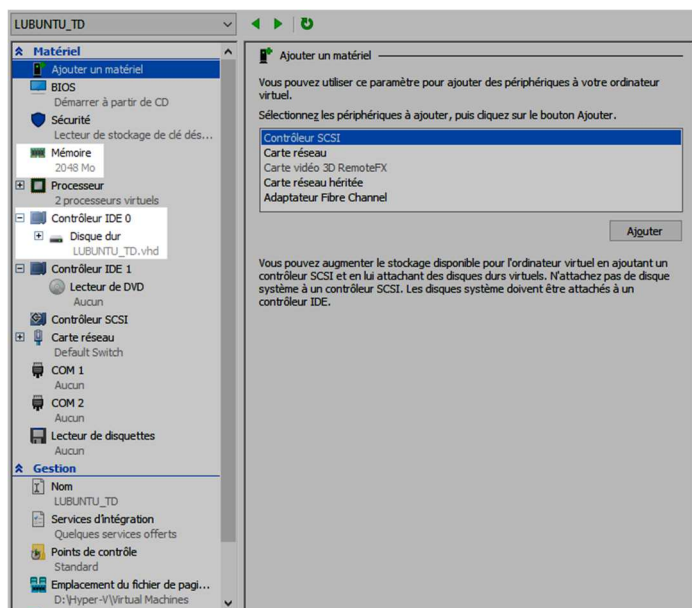 LUBUNTU_TD
Matériel
Ajouter un matériel
BIOS
Démarrer à partir de CD
Sécurité
Lecteur de stockage de clé dés...
Mémoire
2048 Mo
Processeur
2 processeurs virtuels
Contrôleur IDE 0
Disque dur
LUBUNTU_TD.vhd
Contrôleur IDE 1
Lecteur de DVD
Aucun
Contrôleur SCSI
Carte réseau
Default Switch
COM 1
Aucun
COM 2
Aucun
Lecteur de disquettes
Aucun
Gestion
Nom
LUBUNTU_TD
Services d'intégration
Quelques services offerts
Points de contrôle
Standard
Emplacement du fichier de pagi...
D:\Hyper-V\Virtual Machines
Ajouter un matériel
Vous pouvez utiliser ce paramètre pour ajouter des périphériques à votre ordinateur
virtuel.
Sélectionnez les périphériques à ajouter, puis cliquez sur le bouton Ajouter.
Contrôleur SCSI
Carte réseau
Carte vidéo 3D RemoteFX
Carte réseau héritée
Adaptateur Fibre Channel
Ajouter
Vous pouvez augmenter le stockage disponible pour l'ordinateur virtuel en ajoutant un
contrôleur SCSI et en lui attachant des disques durs virtuels. N'attachez pas de disque
système à un contrôleur SCSI. Les disques système doivent être attachés à un
contrôleur IDE.